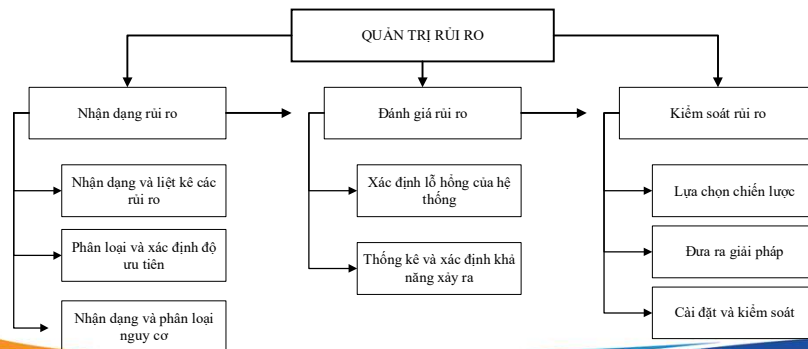 QUẢN TRỊ RỦI RO
Nhận dạng rủi ro
Đánh giá rủi ro
Kiểm soát rủi ro
Nhận dạng và liệt kê các
rủi ro
Phân loại và xác định độ
ưu tiên
Nhận dạng và phân loại
nguy cơ
Xác định lỗ hổng của hệ
thống
Thống kê và xác định khả
năng xảy ra
Lựa chọn chiến lược
Đưa ra giải pháp
Cài đặt và kiểm soát